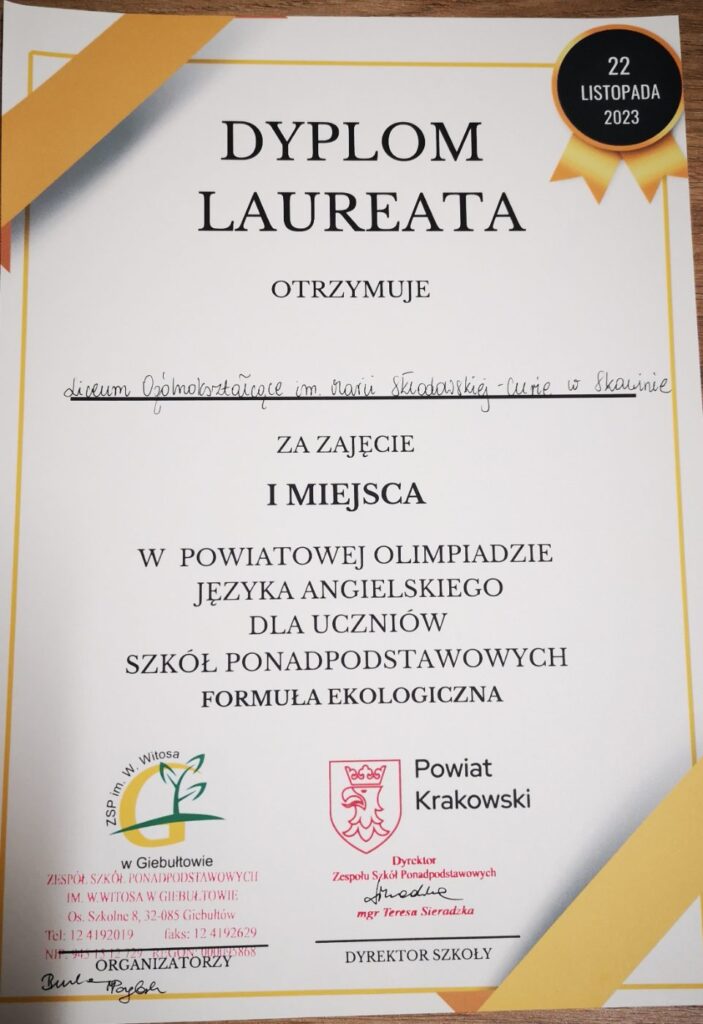 22
LISTOPADA
2023
DYPLOM
LAUREATA
OTRZYMUJE
Liceum Ogólnokształcące im. Marii Skłodowskiej-Curie w Skawinie
ZA ZAJĘCIE
I MIEJSCA
W POWIATOWEJ OLIMPIADZIE
JĘZYKA ANGIELSKIEGO
DLA UCZNIÓW
SZKÓŁ PONADPODSTAWOWYCH
FORMUŁA EKOLOGICZNA
ZSP im. W. Witosa
G
w Giebułtowie
ZESPÓŁ SZKÓŁ PONADPODSTAWOWYCH
IM. W.WITOSA W GIEBUŁTOWIE
Os. Szkolne 8, 32-085 Giebułtów
Tel: 12 4192019 faks: 12 4192629
NIP REGON:
ORGANIZATORZY
Powiat
Krakowski
Dyrektor
Zespołu Szkół Ponadpodstawowych
mgr Teresa Sieradzka
DYREKTOR SZKOŁY